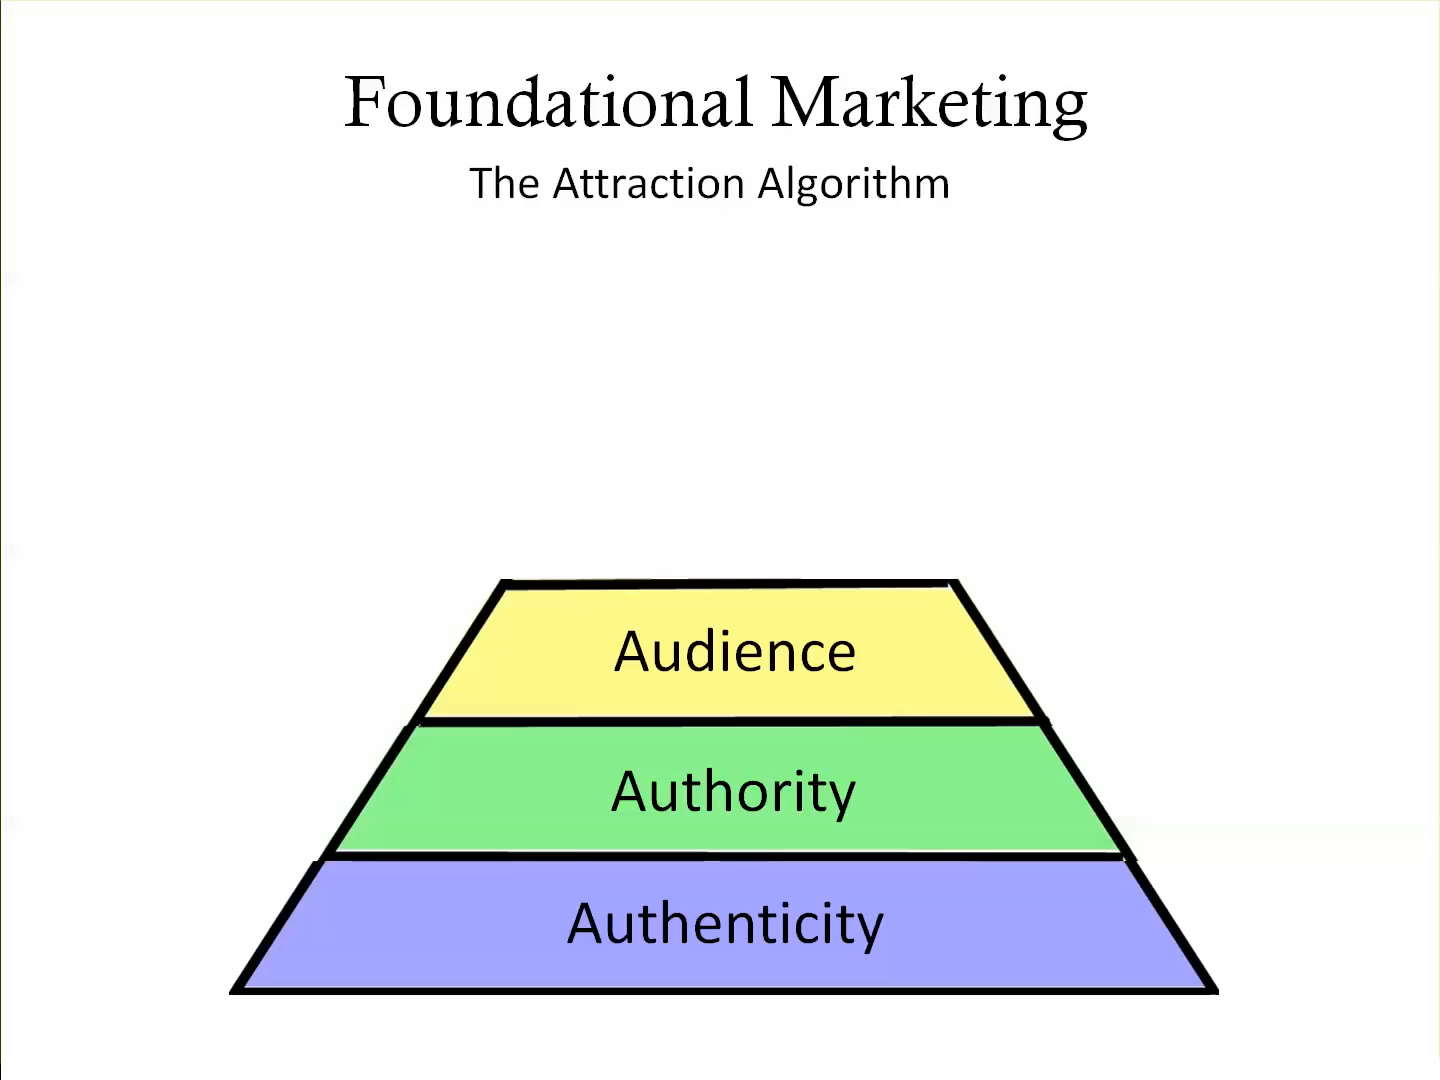 Foundational Marketing
The Attraction Algorithm
Audience
Authority
Authenticity